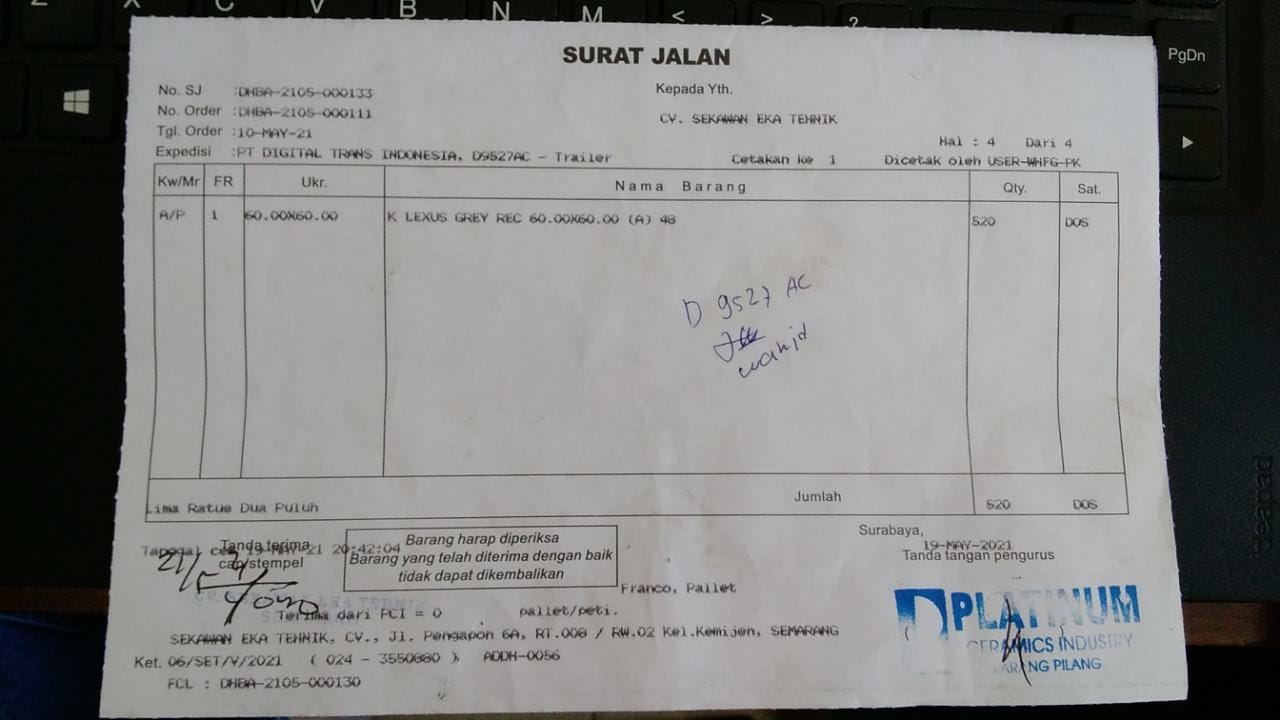 Z X C V B N M < > ?
PgDn
SURAT JALAN
No. SJ :DHBA-2105-000133
Kepada Yth.
No. Order :DHBA-2105-000111
CV. SEKAWAN EKA TEHNIK
Tgl. Order :10-MAY-21
Hal : 4 Dari 4
Expedisi :PT DIGITAL TRANS INDONESIA, D9527AC - Trailer Cetakan ke 1 Dicetak oleh USER-WHFG-PK
Kw/Mr FR Ukr. Nama Barang Qty. Sat.
A/P 1 60.00X60.00 K LEXUS GREY REC 60.00X60.00 (A) 48 520 DOS
D 9527 AC
wahid
Lima Ratus Dua Puluh Jumlah 520 DOS
Surabaya,
19-MAY-2021
Tanda tangan pengurus
Tanggal 19-MAY-21 20:42:04
Tanda terima
cap/stempel
Barang harap diperiksa
Barang yang telah diterima dengan baik
tidak dapat dikembalikan
21/5
Yono
Franco, Pallet
Terima dari PCI = 0 pallet/peti.
PLATINUM
CERAMICS INDUSTRY
KARANG PILANG
SEKAWAN EKA TEHNIK, CV., Jl. Pengapon 6A, RT.008 / RW.02 Kel.Kemijen, SEMARANG
Ket. 06/SET/V/2021 ( 024 - 3550880 ), ADDH-0056
FCL : DHBA-2105-000130
ideapad